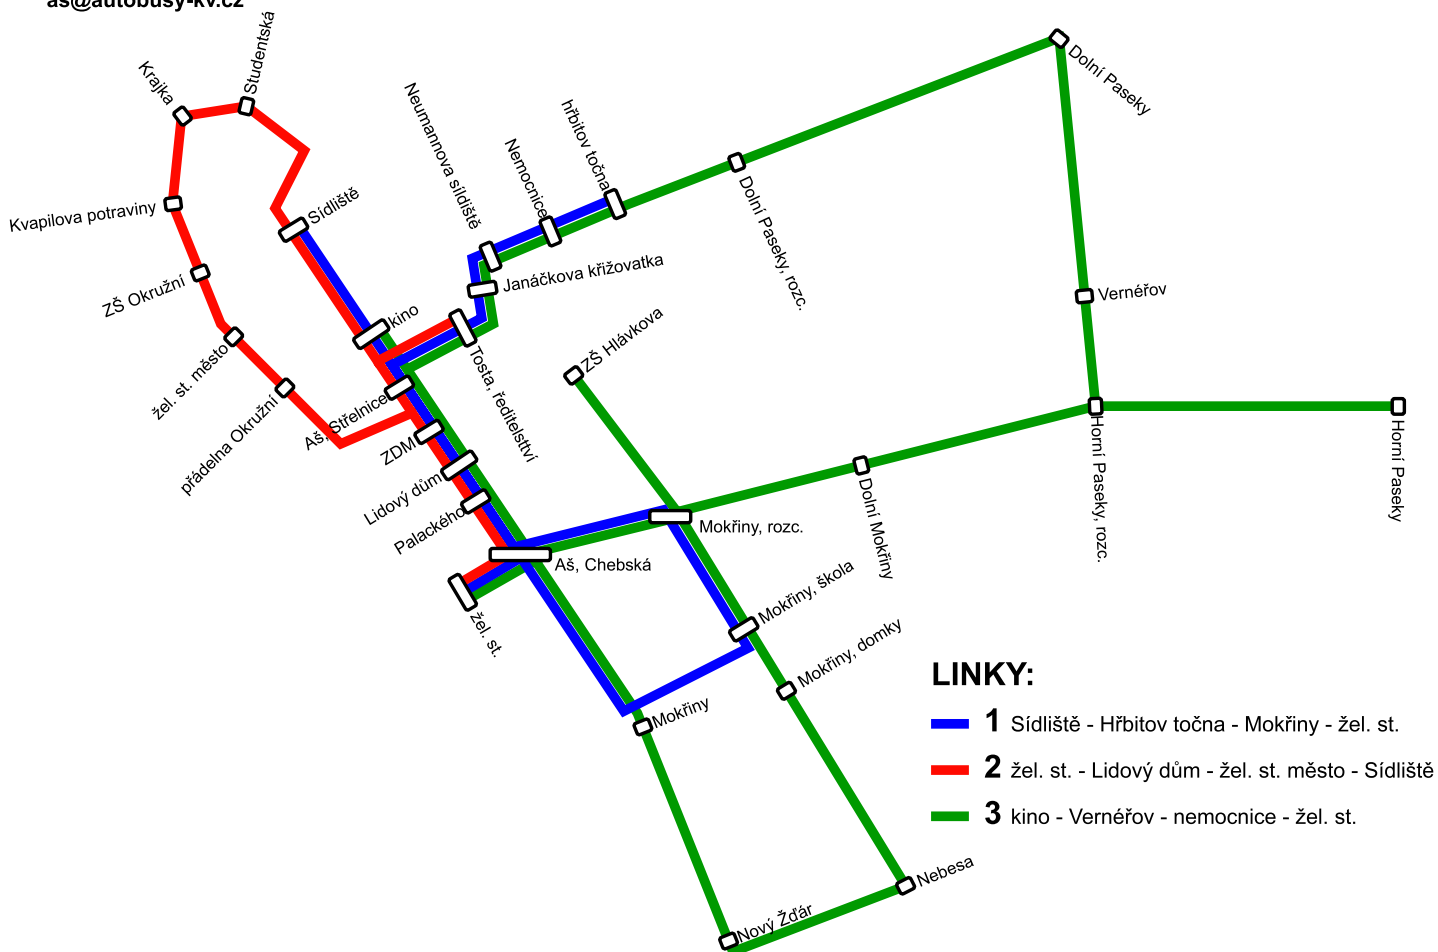 as@autobusy-kv.cz
Studentská
Krajka
Neumannova síldiště
Nemocnice
hřbitov točna
Dolní Paseky
Kvapilova potraviny
Sídliště
Dolní Paseky, rozc.
ZŠ Okružní
Janáčkova křižovatka
Vernéřov
kino
žel. st. město
Tosta, ředitelsttví
ZŠ Hlávkova
přádelna Okružní
Aš, Střelnice
ZDM
Lidový dům
Palackého
Horní Paseky, rozc.
Horní Paseky
Dolní Mokřiny
Mokřiny, rozc.
Aš, Chebská
žel. st.
Mokřiny, škola
Mokřiny, domky
Mokřiny
Nebesa
Nový Žďár
LINKY:
1 Sídliště - Hřbitov točna - Mokřiny - žel. st.
2 žel. st. - Lidový dům - žel. st. město - Sídliště
3 kino - Vernéřov - nemocnice - žel. st.